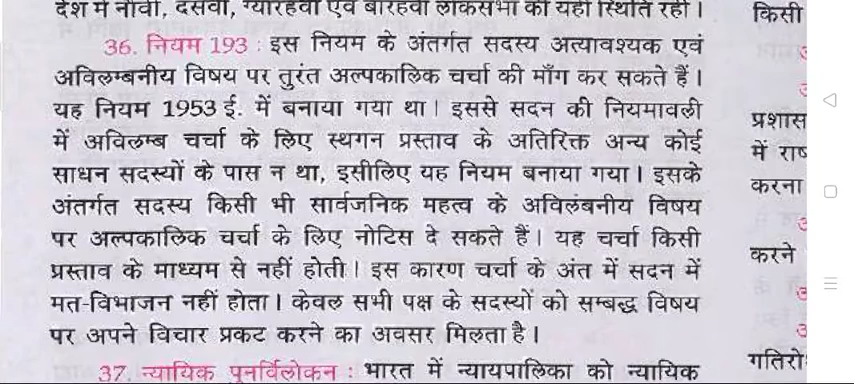 देश में नौवीं, दसवीं, ग्यारहवीं एवं बारहवीं लोकसभा की यही स्थिति रही।
36. नियम 193 : इस नियम के अंतर्गत सदस्य अत्यावश्यक एवं
अविलम्बनीय विषय पर तुरंत अल्पकालिक चर्चा की माँग कर सकते हैं।
यह नियम 1953 ई. में बनाया गया था। इससे सदन की नियमावली
में अविलम्ब चर्चा के लिए स्थगन प्रस्ताव के अतिरिक्त अन्य कोई
साधन सदस्यों के पास न था, इसीलिए यह नियम बनाया गया। इसके
अंतर्गत सदस्य किसी भी सार्वजनिक महत्व के अविलंबनीय विषय
पर अल्पकालिक चर्चा के लिए नोटिस दे सकते हैं। यह चर्चा किसी
प्रस्ताव के माध्यम से नहीं होती। इस कारण चर्चा के अंत में सदन में
मत-विभाजन नहीं होता। केवल सभी पक्ष के सदस्यों को सम्बद्ध विषय
पर अपने विचार प्रकट करने का अवसर मिलता है।
37. न्यायिक पुनर्विलोकन : भारत में न्यायपालिका को न्यायिक
किसी
प्रशास
में राष
करना
करने
गतिरो